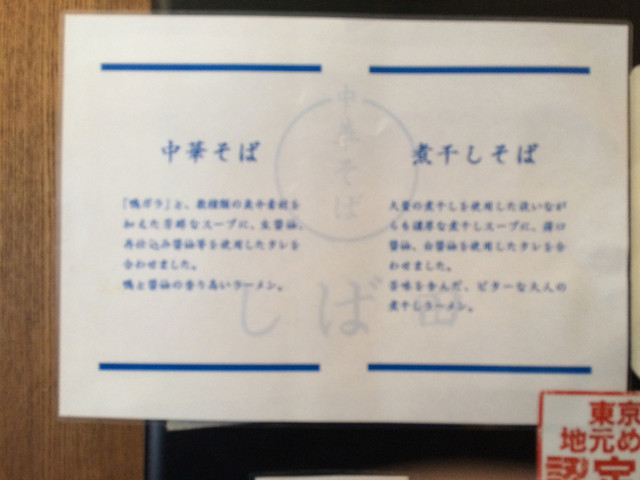 中華そば
「鴨ガラ」と、数種類の魚介素材を
加えた芳醇なスープに、生醤油、
再仕込み醤油等を使用したタレを
合わせました。
鴨と醤油の香り高いラーメン。
煮干しそば
大量の煮干しを使用した淡いなが
らも濃厚な煮干しスープに、薄口
醤油、白醤油を使用したタレを合
わせました。
苦味を含んだ、ビターな大人の
煮干しラーメン。
中華そば
しば田
東京
地元め
認定